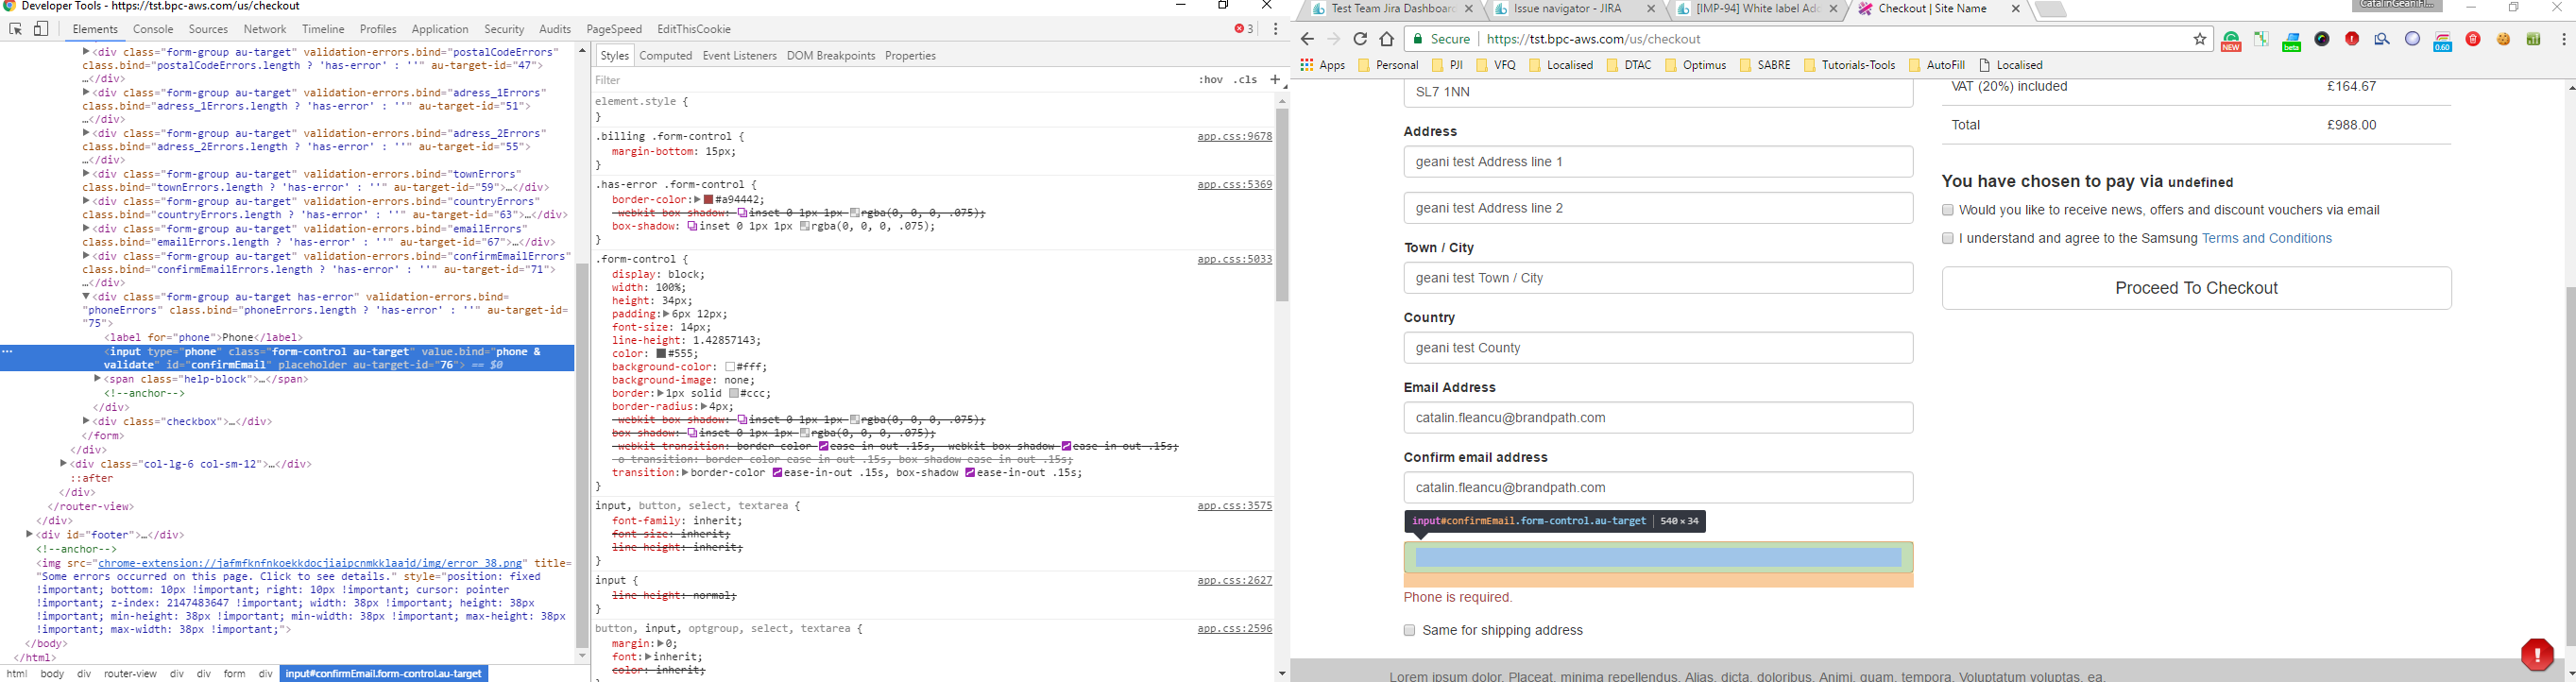 Developer Tools - https://tst.bpc-aws.com/us/checkout
Elements Console Sources Network Timeline Profiles Application Security Audits PageSpeed EditThisCookie 3
<div class="form-group au-target" validation-errors.bind="postalCodeErrors"
class.bind="postalCodeErrors.length ? 'has-error' : ''" au-target-id="47">
…</div>
<div class="form-group au-target" validation-errors.bind="adress_1Errors"
class.bind="adress_1Errors.length ? 'has-error' : ''" au-target-id="51">
…</div>
<div class="form-group au-target" validation-errors.bind="adress_2Errors"
class.bind="adress_2Errors.length ? 'has-error' : ''" au-target-id="55">
…</div>
<div class="form-group au-target" validation-errors.bind="townErrors"
class.bind="townErrors.length ? 'has-error' : ''" au-target-id="59">…</div>
<div class="form-group au-target" validation-errors.bind="countryErrors"
class.bind="countryErrors.length ? 'has-error' : ''" au-target-id="63">…</div>
<div class="form-group au-target" validation-errors.bind="emailErrors"
class.bind="emailErrors.length ? 'has-error' : ''" au-target-id="67">…</div>
<div class="form-group au-target" validation-errors.bind="confirmEmailErrors"
class.bind="confirmEmailErrors.length ? 'has-error' : ''" au-target-id="71">
…</div>
<div class="form-group au-target has-error" validation-errors.bind=
"phoneErrors" class.bind="phoneErrors.length ? 'has-error' : ''" au-target-id=
"75">
<label for="phone">Phone</label>
<input type="phone" class="form-control au-target" value.bind="phone &
validate" id="confirmEmail" placeholder au-target-id="76"> == $0
<span class="help-block">…</span>
<!--anchor-->
</div>
<div class="checkbox">…</div>
</form>
</div>
<div class="col-lg-6 col-sm-12">…</div>
::after
</div>
</router-view>
</div>
<div id="footer">…</div>
<!--anchor-->
<img src="chrome-extension://jafmfknfnkoekkdocjiaipcnmkklaajd/img/error_38.png" title=
"Some errors occurred on this page. Click to see details." style="position: fixed
!important; bottom: 10px !important; right: 10px !important; cursor: pointer
!important; z-index: 2147483647 !important; width: 38px !important; height: 38px
!important; min-height: 38px !important; min-width: 38px !important; max-height: 38px
!important; max-width: 38px !important;">
</body>
</html>
html body div router-view div div form div input#confirmEmail.form-control.au-target
Styles Computed Event Listeners DOM Breakpoints Properties
Filter :hov .cls +
element.style {
}
.billing .form-control { app.css:9678
margin-bottom: 15px;
}
.has-error .form-control { app.css:5369
border-color: #a94442;
-webkit-box-shadow: inset 0 1px 1px rgba(0, 0, 0, .075);
box-shadow: inset 0 1px 1px rgba(0, 0, 0, .075);
}
.form-control { app.css:5033
display: block;
width: 100%;
height: 34px;
padding: 6px 12px;
font-size: 14px;
line-height: 1.42857143;
color: #555;
background-color: #fff;
background-image: none;
border: 1px solid #ccc;
border-radius: 4px;
-webkit-box-shadow: inset 0 1px 1px rgba(0, 0, 0, .075);
box-shadow: inset 0 1px 1px rgba(0, 0, 0, .075);
-webkit-transition: border-color ease-in-out .15s, -webkit-box-shadow ease-in-out .15s;
-o-transition: border-color ease-in-out .15s, box-shadow ease-in-out .15s;
transition: border-color ease-in-out .15s, box-shadow ease-in-out .15s;
}
input, button, select, textarea { app.css:3575
font-family: inherit;
font-size: inherit;
line-height: inherit;
}
input { app.css:2627
line-height: normal;
}
button, input, optgroup, select, textarea { app.css:2596
margin: 0;
font: inherit;
color: inherit;
Test Team Jira Dashboard Issue navigator - JIRA [IMP-94] White label Add Checkout | Site Name
Secure https://tst.bpc-aws.com/us/checkout NEW beta 0.60
Apps Personal PJI VFQ Localised DTAC Optimus SABRE Tutorials-Tools AutoFill Localised
SL7 1NN
Address
geani test Address line 1
geani test Address line 2
Town / City
geani test Town / City
Country
geani test County
Email Address
catalin.fleancu@brandpath.com
Confirm email address
catalin.fleancu@brandpath.com
input#confirmEmail.form-control.au-target 540 × 34
Phone is required.
Same for shipping address
VAT (20%) included £164.67
Total £988.00
You have chosen to pay via undefined
Would you like to receive news, offers and discount vouchers via email
I understand and agree to the Samsung Terms and Conditions
Proceed To Checkout
Lorem ipsum dolor. Placeat, minima repellendus. Alias, dicta, doloribus. Animi, quam, tempora. Voluptatum voluptas, ea.